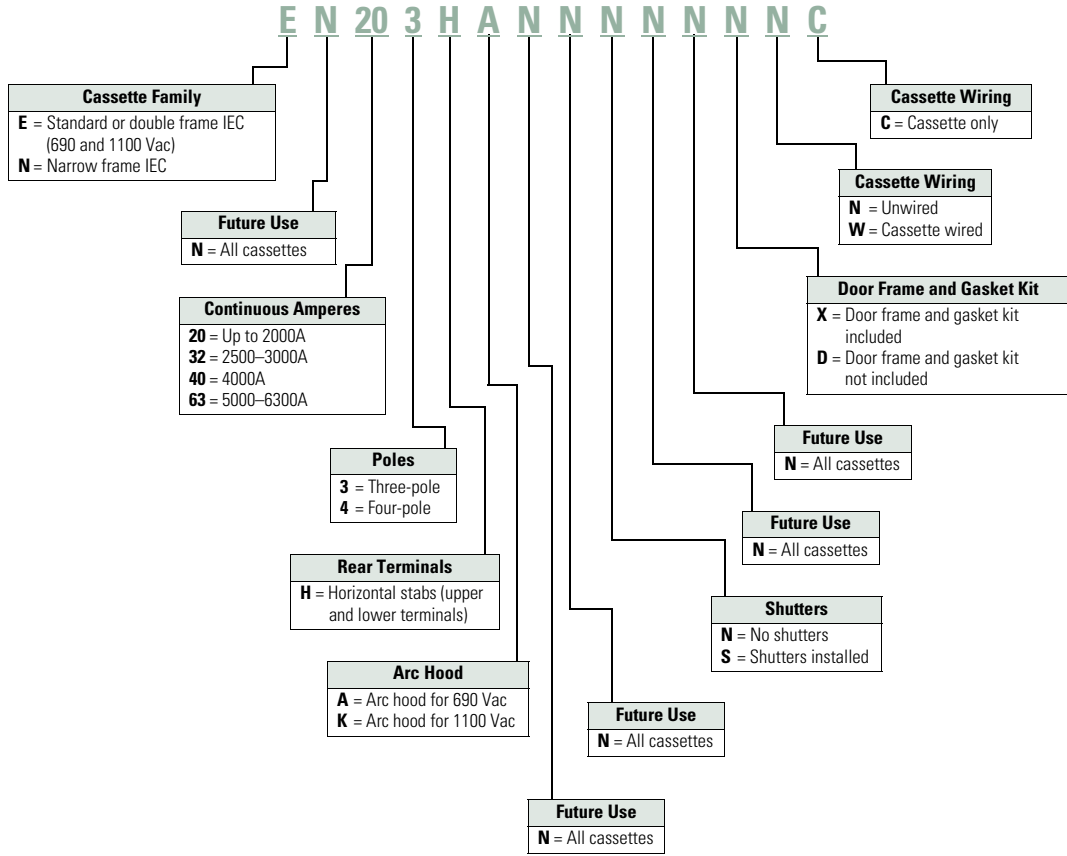 E N 20 3 H A N N N N N N N C
Cassette Family
E = Standard or double frame IEC
(690 and 1100 Vac)
N = Narrow frame IEC
Cassette Wiring
C = Cassette only
Cassette Wiring
N = Unwired
W = Cassette wired
Future Use
N = All cassettes
Door Frame and Gasket Kit
X = Door frame and gasket kit
included
D = Door frame and gasket kit
not included
Continuous Amperes
20 = Up to 2000A
32 = 2500–3000A
40 = 4000A
63 = 5000–6300A
Future Use
N = All cassettes
Poles
3 = Three-pole
4 = Four-pole
Future Use
N = All cassettes
Rear Terminals
H = Horizontal stabs (upper
and lower terminals)
Shutters
N = No shutters
S = Shutters installed
Arc Hood
A = Arc hood for 690 Vac
K = Arc hood for 1100 Vac
Future Use
N = All cassettes
Future Use
N = All cassettes